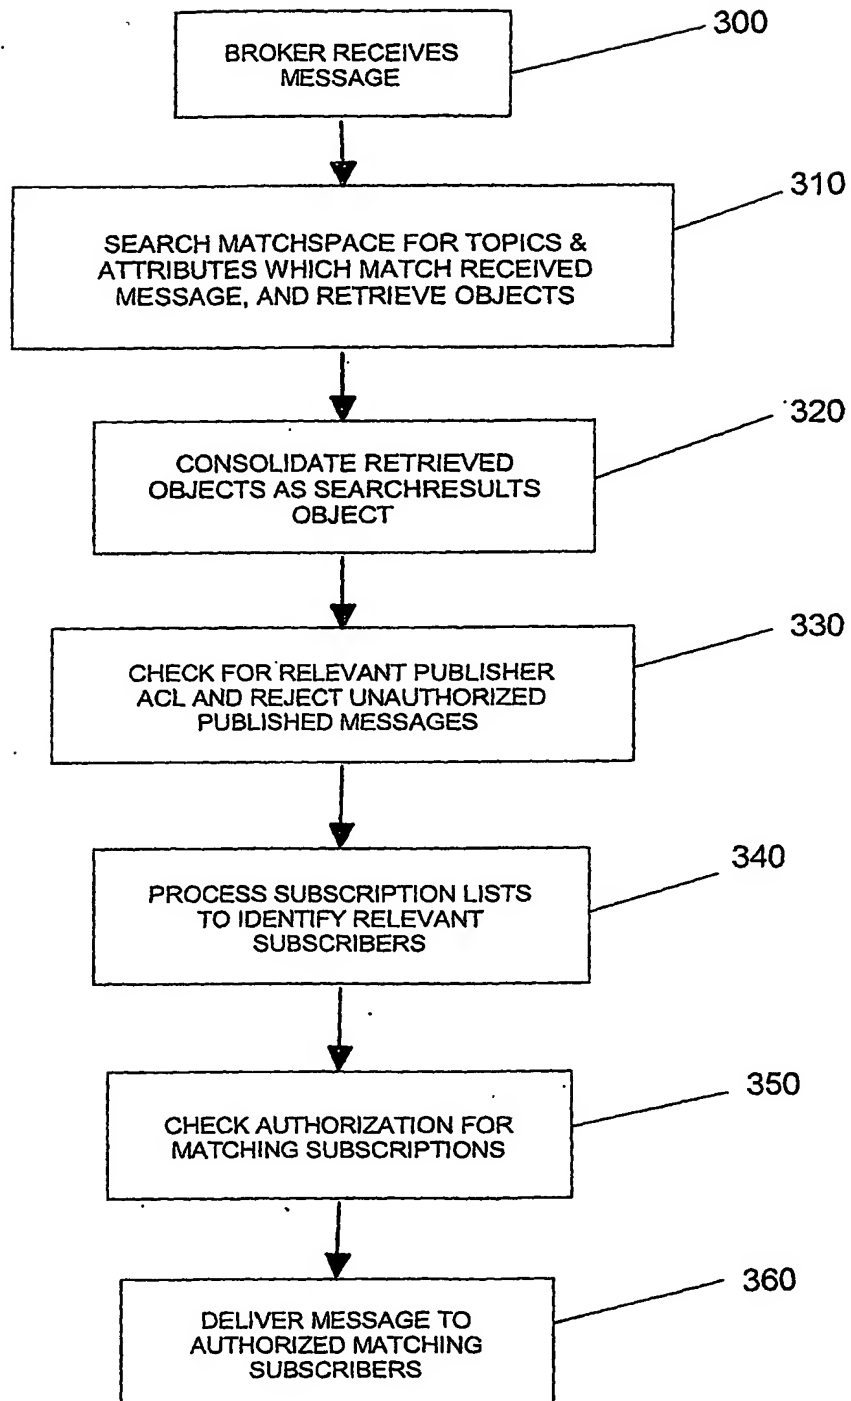 300
BROKER RECEIVES
MESSAGE
310
SEARCH MATCHSPACE FOR TOPICS &
ATTRIBUTES WHICH MATCH RECEIVED
MESSAGE, AND RETRIEVE OBJECTS
320
CONSOLIDATE RETRIEVED
OBJECTS AS SEARCHRESULTS
OBJECT
330
CHECK FOR RELEVANT PUBLISHER
ACL AND REJECT UNAUTHORIZED
PUBLISHED MESSAGES
340
PROCESS SUBSCRIPTION LISTS
TO IDENTIFY RELEVANT
SUBSCRIBERS
350
CHECK AUTHORIZATION FOR
MATCHING SUBSCRIPTIONS
360
DELIVER MESSAGE TO
AUTHORIZED MATCHING
SUBSCRIBERS